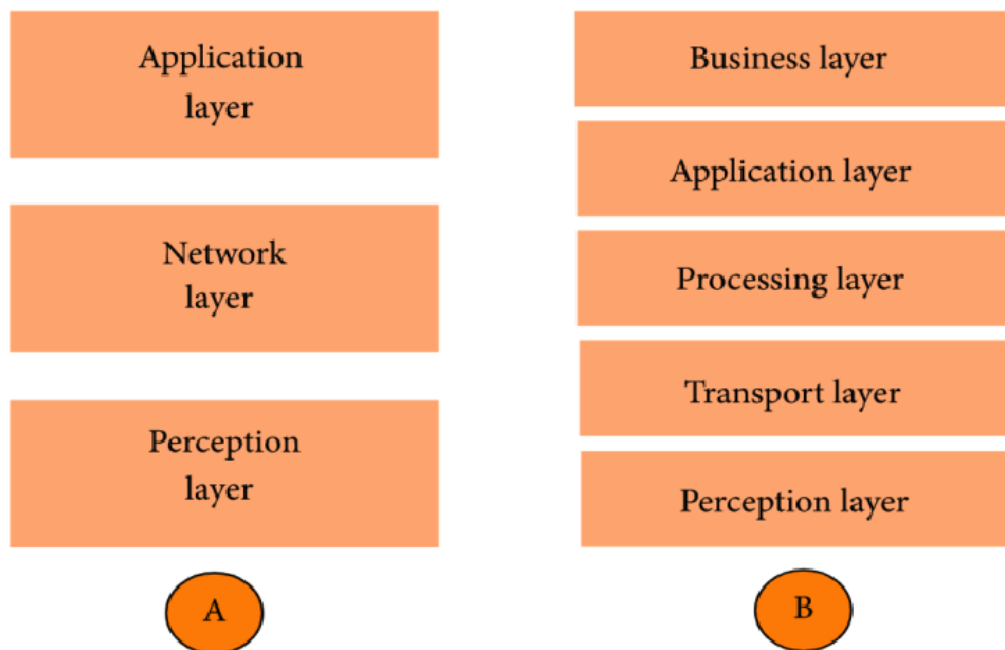 Application
layer
Network
layer
Perception
layer
A
Business layer
Application layer
Processing layer
Transport layer
Perception layer
B